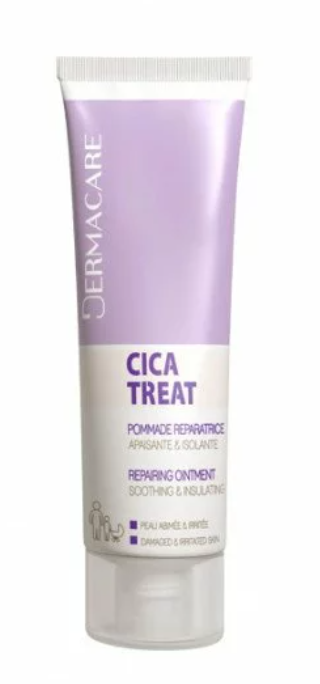 DERMACARE
CICA
TREAT
POMMADE REPARATRICE
APAISANTE & ISOLANTE
REPAIRING OINTMENT
SOOTHING & INSULATING
PEAU ABIMÉE & IRRITÉE
DAMAGED & IRRITATED SKIN